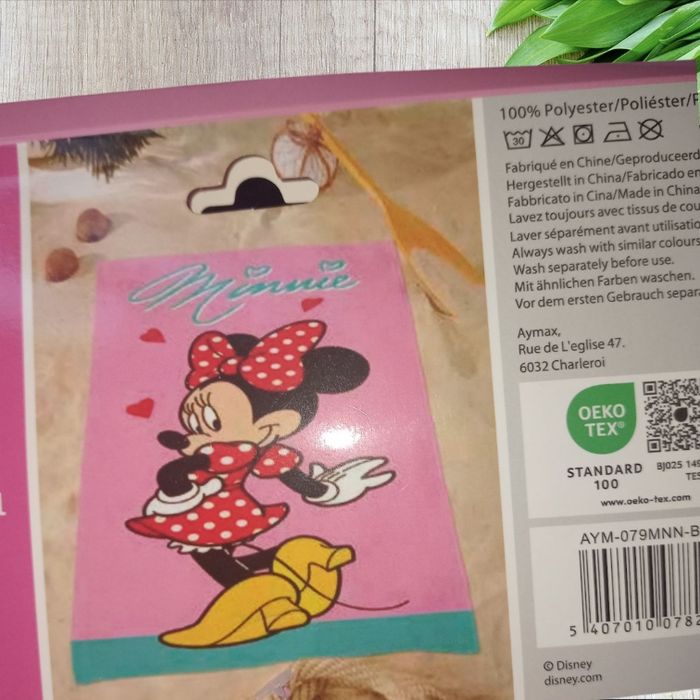 Minnie
100% Polyester/Poliéster/
30
Fabriqué en Chine/Geproduceerd
Hergestellt in China/Fabricado en
Fabbricato in Cina/Made in China
Lavez toujours avec tissus de
Laver séparément avant
Always wash with similar colours
Wash separately before use.
Mit ähnlichen Farben waschen.
Vor dem ersten Gebrauch
Aymax,
Rue de L'eglise 47.
6032 Charleroi
OEKO
TEX®
STANDARD
100
BJ025
www.oeko-tex.com
AYM-079MNN-B
5 407010 0782
© Disney
disney.com